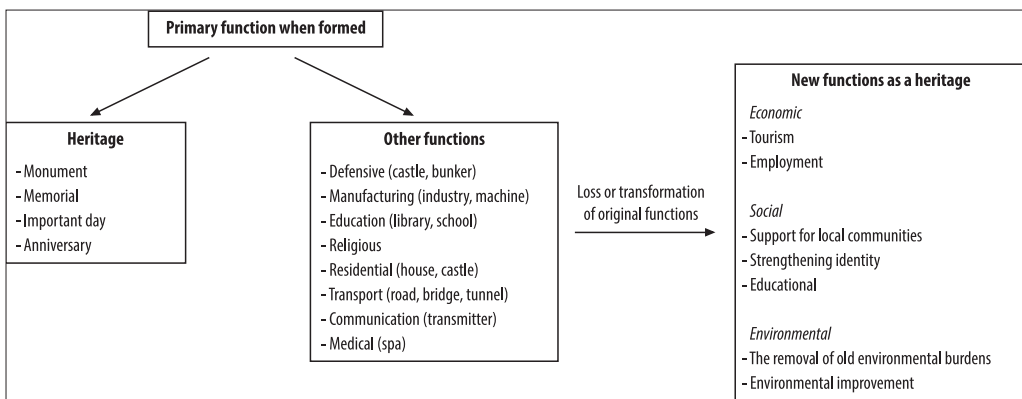 Primary function when formed
Heritage
- Monument
- Memorial
- Important day
- Anniversary
Other functions
- Defensive (castle, bunker)
- Manufacturing (industry, machine)
- Education (library, school)
- Religious
- Residential (house, castle)
- Transport (road, bridge, tunnel)
- Communication (transmitter)
- Medical (spa)
Loss or transformation
of original functions
New functions as a heritage
Economic
- Tourism
- Employment
Social
- Support for local communities
- Strengthening identity
- Educational
Environmental
- The removal of old environmental burdens
- Environmental improvement